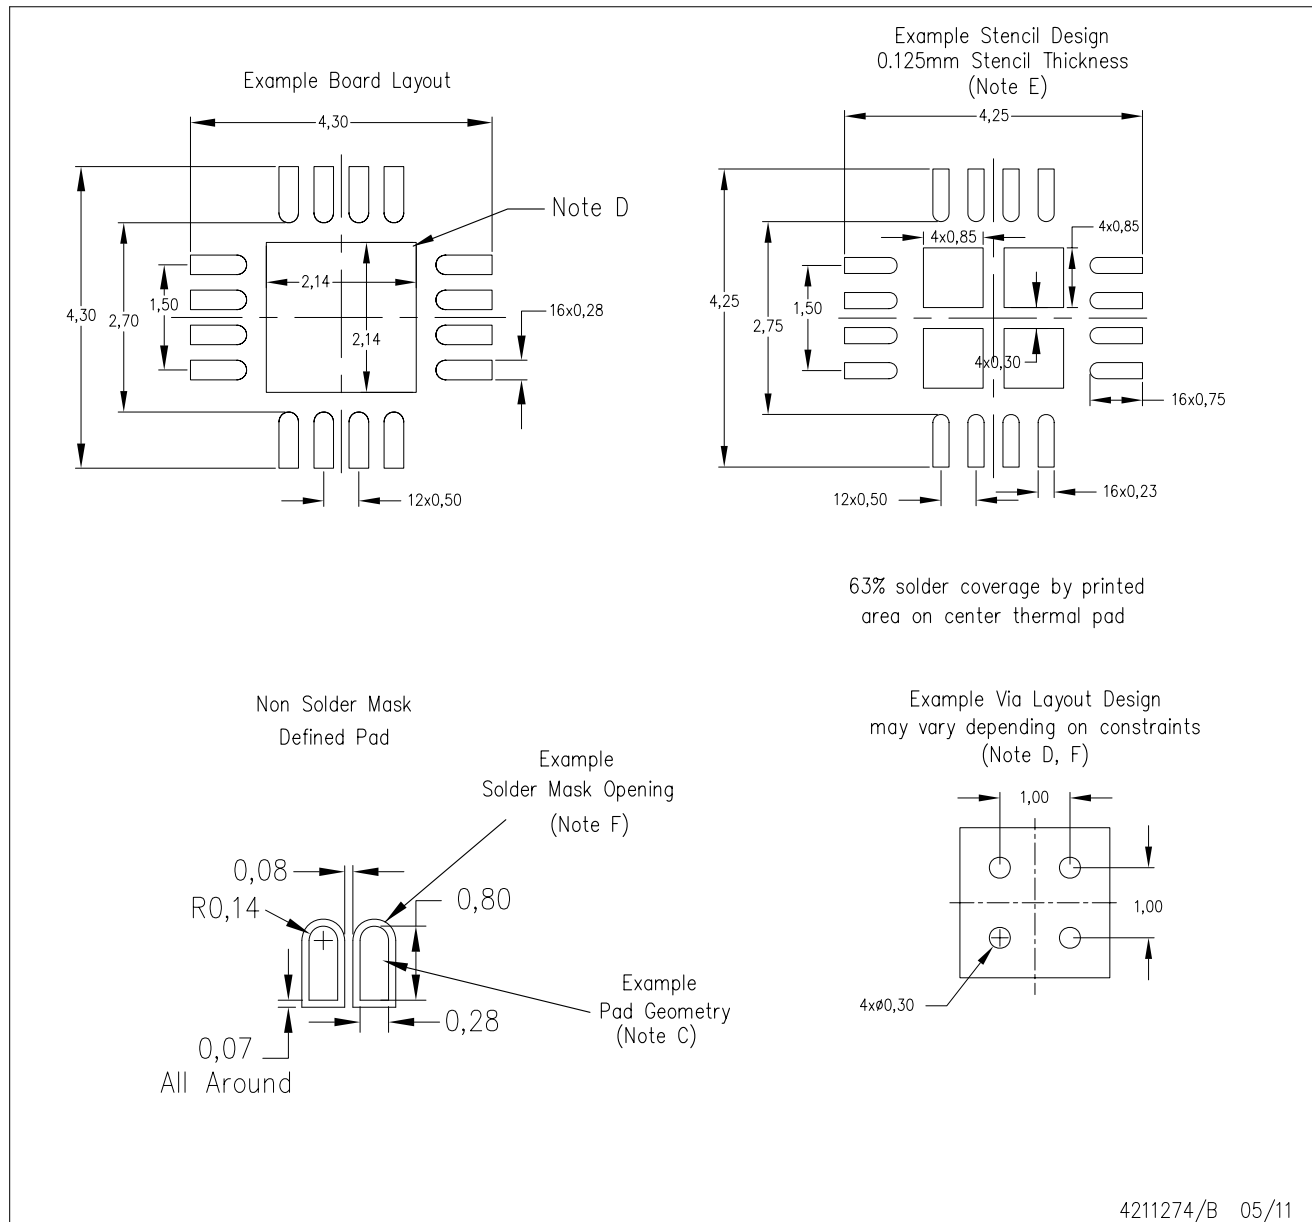 Example Board Layout
4,30
4,30
2,70
1,50
2,14
2,14
Note D
16x0,28
12x0,50
Example Stencil Design
0.125mm Stencil Thickness
(Note E)
4,25
4x0,85
4x0,85
4,25
2,75
1,50
4x0,30
16x0,75
12x0,50
16x0,23
63% solder coverage by printed
area on center thermal pad
Non Solder Mask
Defined Pad
Example
Solder Mask Opening
(Note F)
0,08
R0,14
0,80
Example
Pad Geometry
(Note C)
0,28
0,07
All Around
Example Via Layout Design
may vary depending on constraints
(Note D, F)
1,00
1,00
4xø0,30
4211274/B 05/11